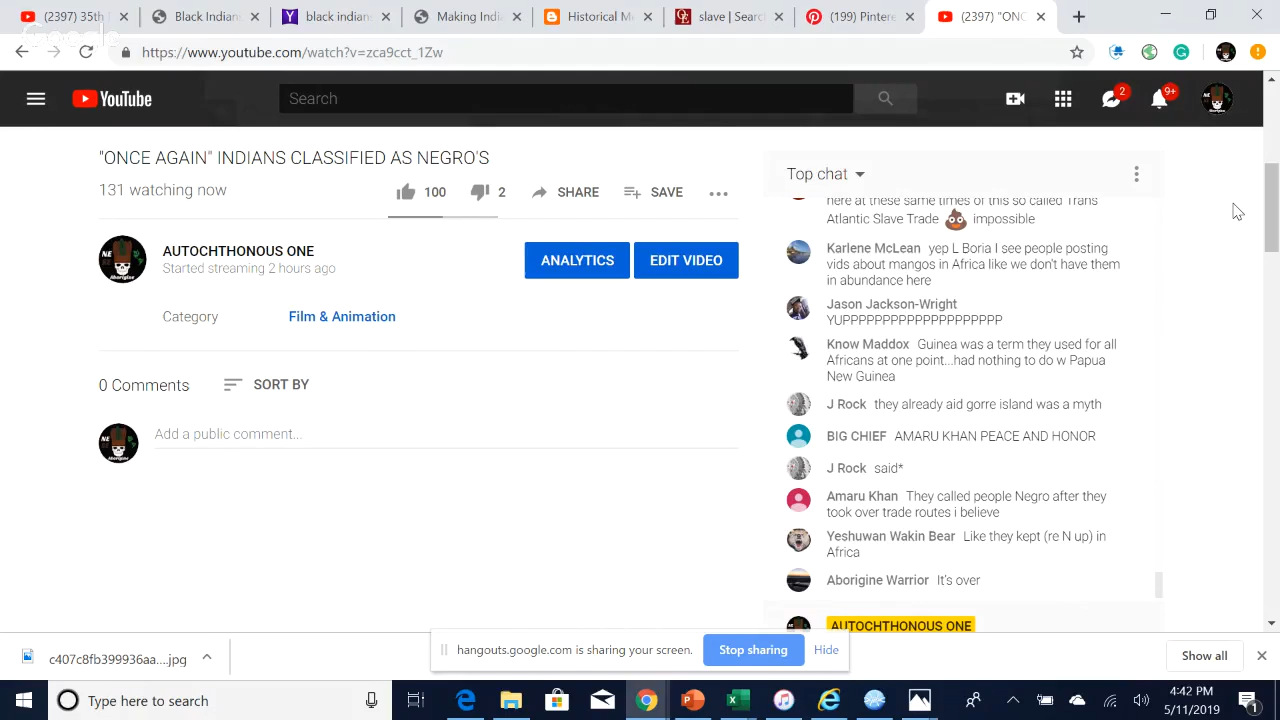 (2397) 35th
Black Indians
black indians
Making Indi
Historical M
slave | Searc
(199) Pintere
(2397) "ONC
https://www.youtube.com/watch?v=zca9cct_1Zw
YouTube
Search
2
9+
"ONCE AGAIN" INDIANS CLASSIFIED AS NEGRO'S
131 watching now
100
2
SHARE
SAVE
AUTOCHTHONOUS ONE
Started streaming 2 hours ago
ANALYTICS
EDIT VIDEO
Category
Film & Animation
0 Comments
SORT BY
Add a public comment...
Top chat
here at these same times of this so called Trans
Atlantic Slave Trade 💩 impossible
Karlene McLean yep L Boria I see people posting
vids about mangos in Africa like we don't have them
in abundance here
Jason Jackson-Wright
YUPPPPPPPPPPPPPPPPPPP
Know Maddox Guinea was a term they used for all
Africans at one point...had nothing to do w Papua
New Guinea
J Rock they already aid gorre island was a myth
BIG CHIEF AMARU KHAN PEACE AND HONOR
J Rock said*
Amaru Khan They called people Negro after they
took over trade routes i believe
Yeshuwan Wakin Bear Like they kept (re N up) in
Africa
Aborigine Warrior It's over
AUTOCHTHONOUS ONE
hangouts.google.com is sharing your screen.
Stop sharing
Hide
c407c8fb399936aa....jpg
Show all
Type here to search
4:42 PM
5/11/2019
1